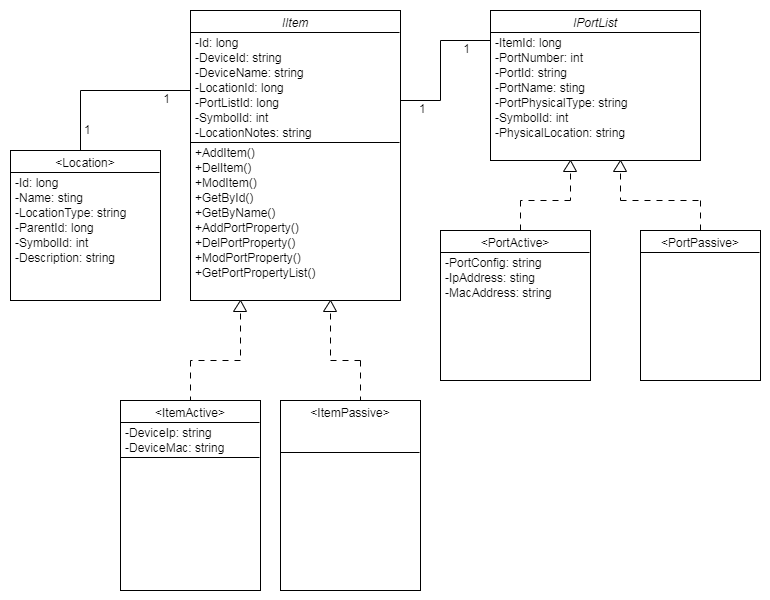 IItem
-Id: long
-DeviceId: string
-DeviceName: string
-LocationId: long
-PortListId: long
-SymbolId: int
-LocationNotes: string
+AddItem()
+DelItem()
+ModItem()
+GetById()
+GetByName()
+AddPortProperty()
+DelPortProperty()
+ModPortProperty()
+GetPortPropertyList()
IPortList
-ItemId: long
-PortNumber: int
-PortId: string
-PortName: sting
-PortPhysicalType: string
-SymbolId: int
-PhysicalLocation: string
1
1
1
1
<Location>
-Id: long
-Name: sting
-LocationType: string
-ParentId: long
-SymbolId: int
-Description: string
<PortActive>
-PortConfig: string
-IpAddress: sting
-MacAddress: string
<PortPassive>
<ItemActive>
-DeviceIp: string
-DeviceMac: string
<ItemPassive>